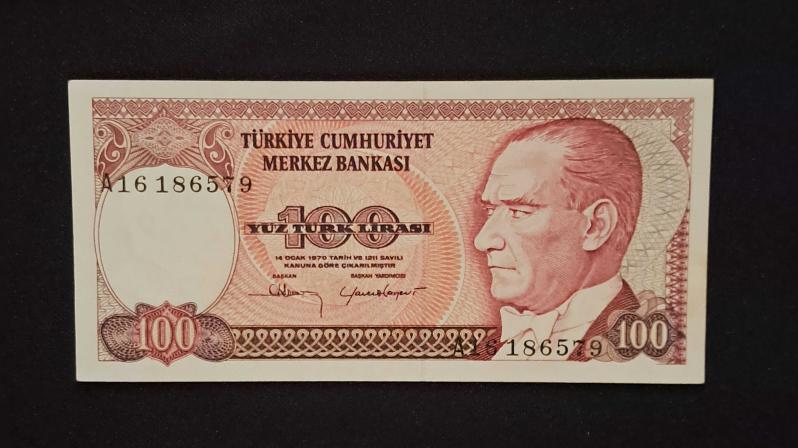 TÜRKİYE CUMHURİYET
MERKEZ BANKASI
A16 186579
100
YÜZ TÜRK LİRASI
14 OCAK 1970 TARİH VE 1211 SAYILI
KANUNA GÖRE ÇIKARILMIŞTIR
BAŞKAN BAŞKAN YARDIMCISI
100
A16 186579
100